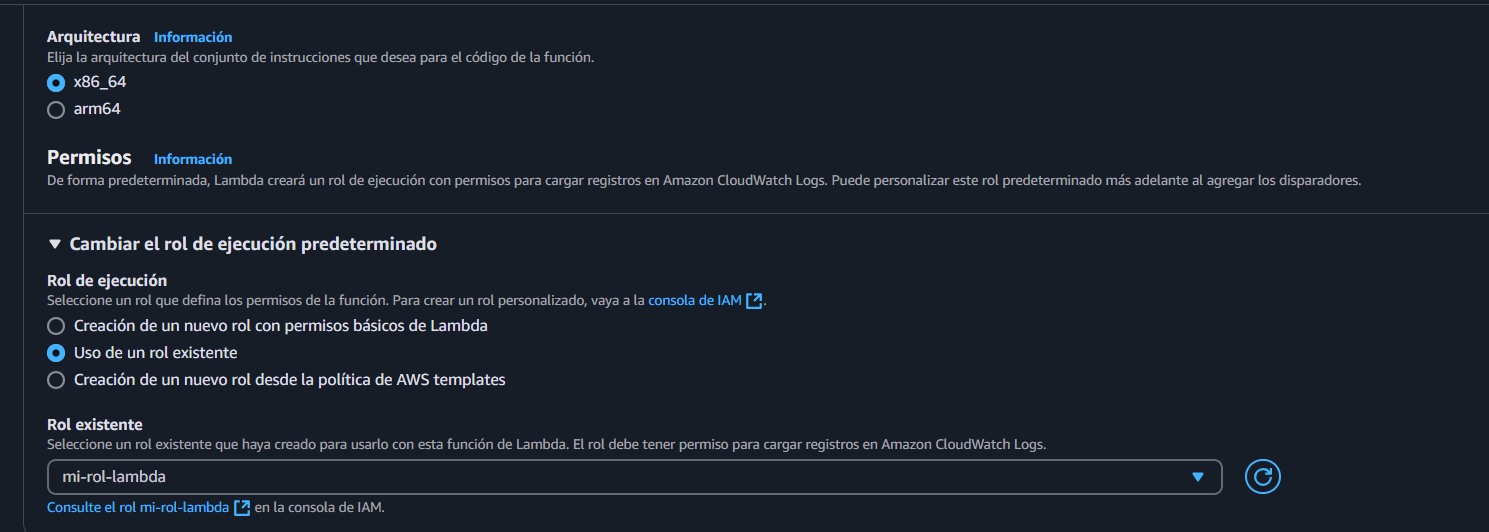 Arquitectura Información
Elija la arquitectura del conjunto de instrucciones que desea para el código de la función.
x86_64
arm64
Permisos Información
De forma predeterminada, Lambda creará un rol de ejecución con permisos para cargar registros en Amazon CloudWatch Logs. Puede personalizar este rol predeterminado más adelante al agregar los disparadores.
Cambiar el rol de ejecución predeterminado
Rol de ejecución
Seleccione un rol que defina los permisos de la función. Para crear un rol personalizado, vaya a la consola de IAM.
Creación de un nuevo rol con permisos básicos de Lambda
Uso de un rol existente
Creación de un nuevo rol desde la política de AWS templates
Rol existente
Seleccione un rol existente que haya creado para usarlo con esta función de Lambda. El rol debe tener permiso para cargar registros en Amazon CloudWatch Logs.
mi-rol-lambda
Consulte el rol mi-rol-lambda en la consola de IAM.